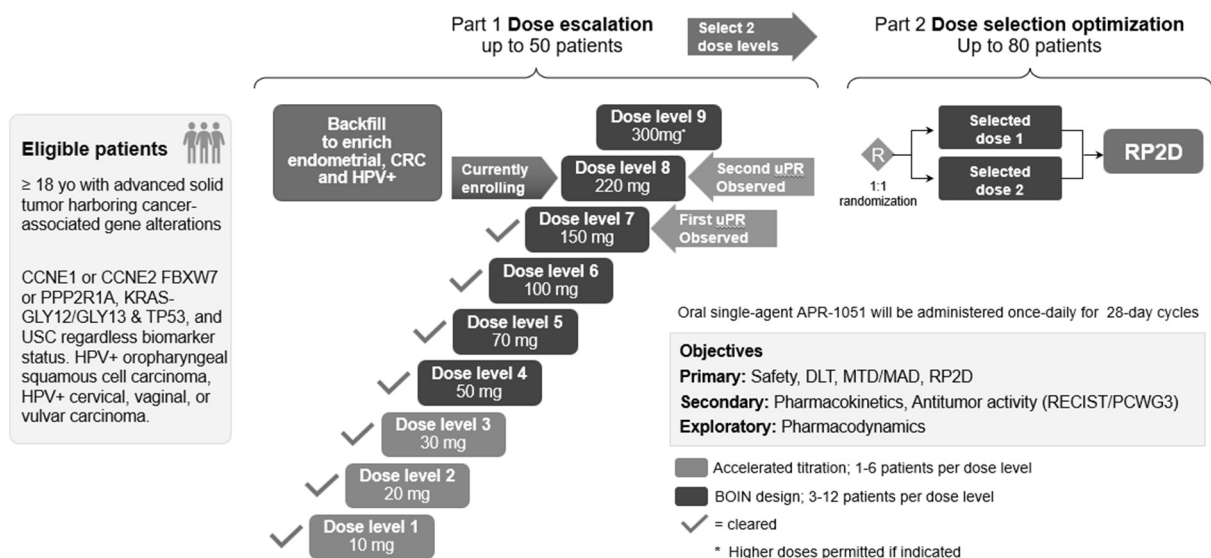 Part 1 Dose escalation
up to 50 patients
Select 2
dose levels
Part 2 Dose selection optimization
Up to 80 patients
Eligible patients
≥ 18 yo with advanced solid
tumor harboring cancer-
associated gene alterations
CCNE1 or CCNE2 FBXW7
or PPP2R1A, KRAS-
GLY12/GLY13 & TP53, and
USC regardless biomarker
status. HPV+ oropharyngeal
squamous cell carcinoma,
HPV+ cervical, vaginal, or
vulvar carcinoma.
Backfill
to enrich
endometrial, CRC
and HPV+
Currently
enrolling
Dose level 9
300mg*
Dose level 8
220 mg
Second uPR
Observed
Dose level 7
150 mg
First uPR
Observed
Dose level 6
100 mg
Dose level 5
70 mg
Dose level 4
50 mg
Dose level 3
30 mg
Dose level 2
20 mg
Dose level 1
10 mg
R
1:1
randomization
Selected
dose 1
Selected
dose 2
RP2D
Oral single-agent APR-1051 will be administered once-daily for 28-day cycles
Objectives
Primary: Safety, DLT, MTD/MAD, RP2D
Secondary: Pharmacokinetics, Antitumor activity (RECIST/PCWG3)
Exploratory: Pharmacodynamics
Accelerated titration; 1-6 patients per dose level
BOIN design; 3-12 patients per dose level
= cleared
* Higher doses permitted if indicated